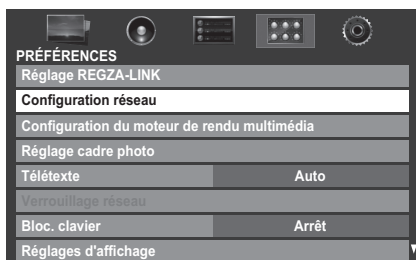 PRÉFÉRENCES
Réglage REGZA-LINK
Configuration réseau
Configuration du moteur de rendu multimédia
Réglage cadre photo
Télétexte Auto
Verrouillage réseau
Bloc. clavier Arrêt
Réglages d'affichage